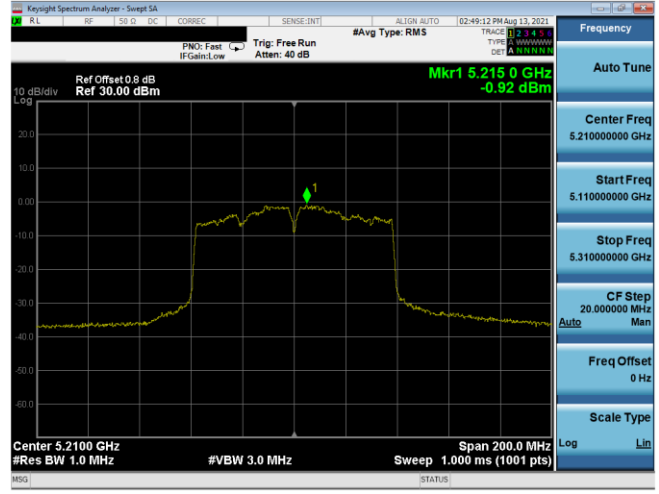 Keysight Spectrum Analyzer - Swept SA
RL RF 50 Ω DC CORREC SENSE:INT ALIGN AUTO 02:49:12 PM Aug 13, 2021
#Avg Type: RMS
TRACE 1 2 3 4 5 6
TYPE A WWWWW
DET A N N N N N
PNO: Fast
IFGain:Low
Trig: Free Run
Atten: 40 dB
Frequency
Auto Tune
Mkr1 5.215 0 GHz
-0.92 dBm
Ref Offset 0.8 dB
Ref 30.00 dBm
10 dB/div
Log
20.0
10.0
0.00
-10.0
-20.0
-30.0
-40.0
-50.0
-60.0
1
Center Freq
5.210000000 GHz
Start Freq
5.110000000 GHz
Stop Freq
5.310000000 GHz
CF Step
20.000000 MHz
Auto Man
Freq Offset
0 Hz
Scale Type
Log Lin
Center 5.2100 GHz Span 200.0 MHz
#Res BW 1.0 MHz #VBW 3.0 MHz Sweep 1.000 ms (1001 pts)
MSG STATUS